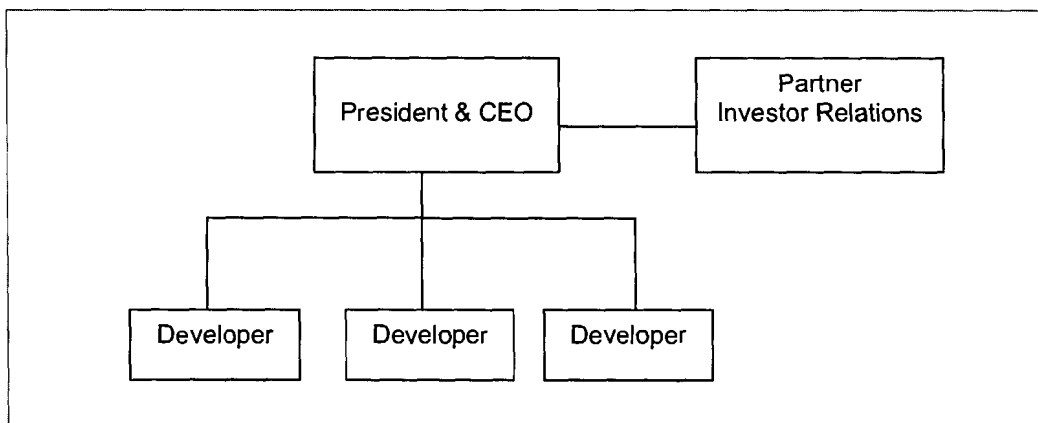 President & CEO
Partner
Investor Relations
Developer
Developer
Developer